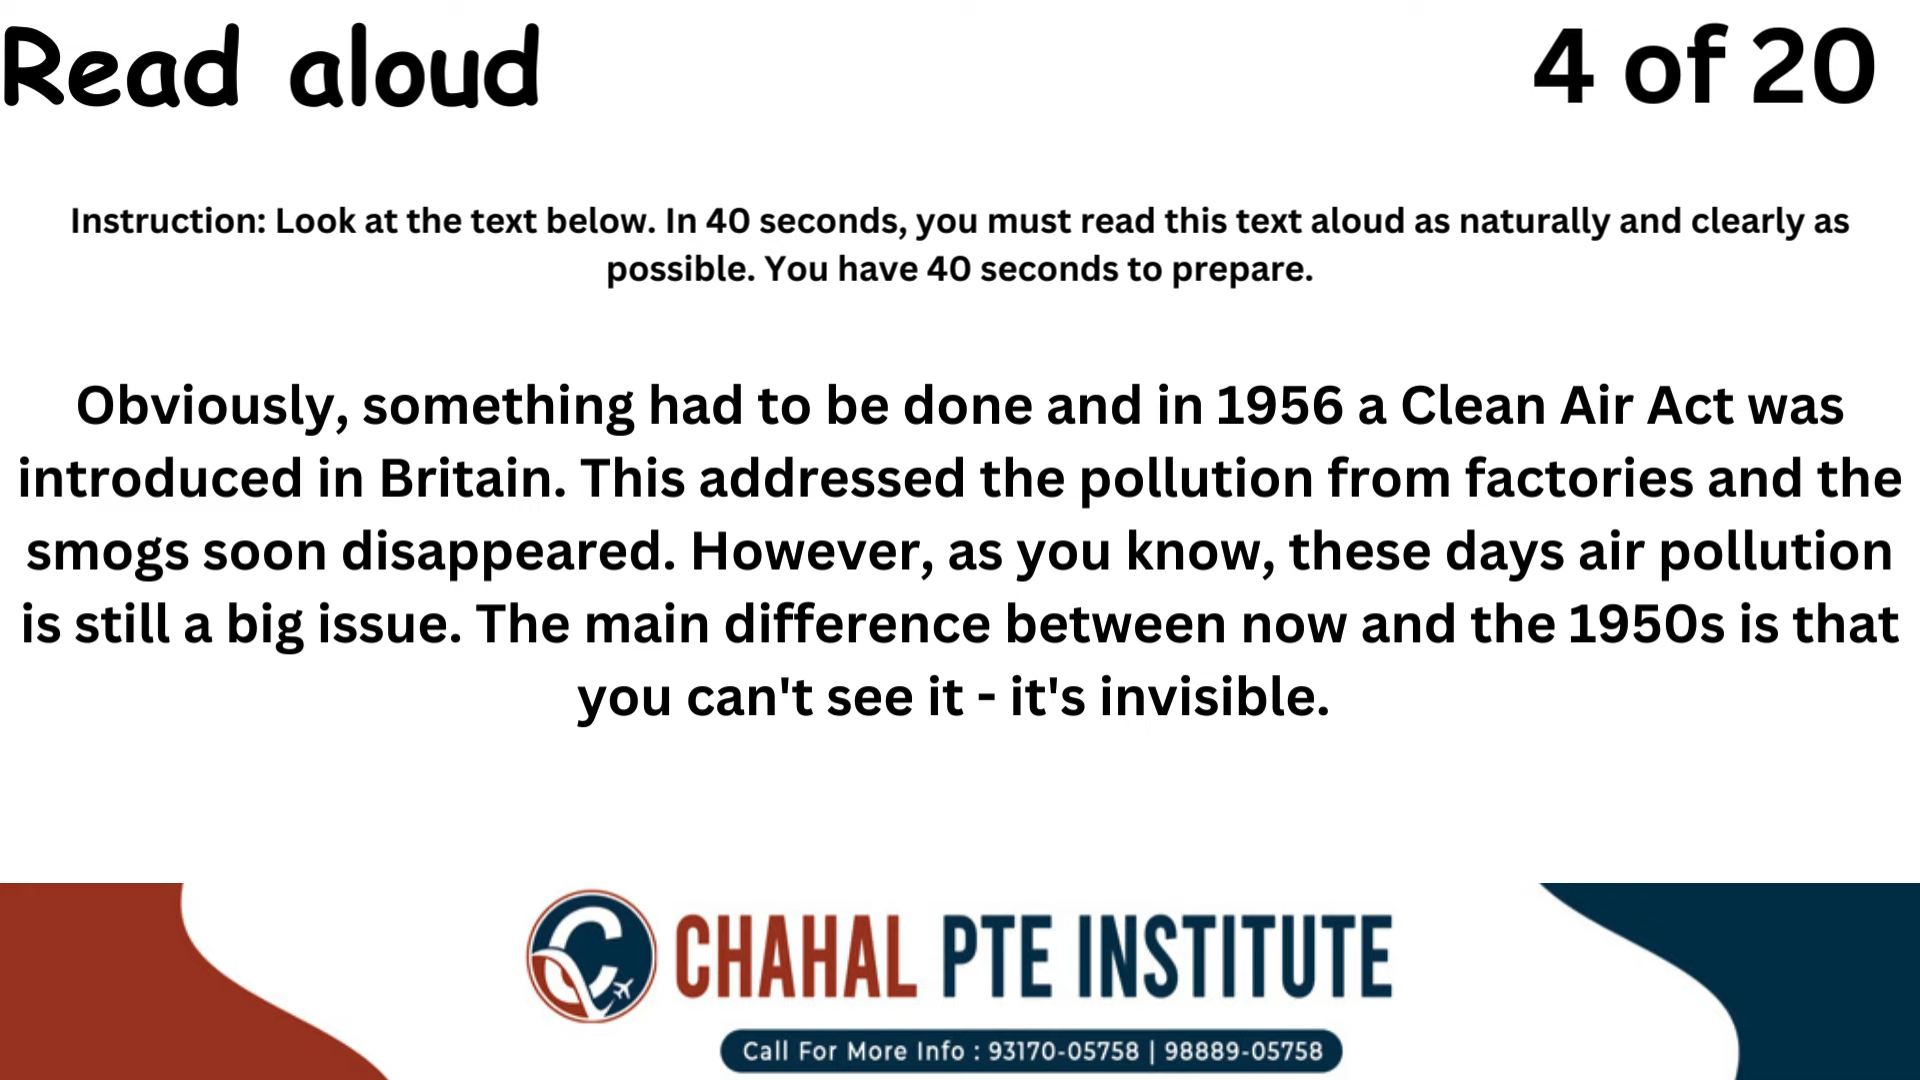 Read aloud
4 of 20
Instruction: Look at the text below. In 40 seconds, you must read this text aloud as naturally and clearly as
possible. You have 40 seconds to prepare.
Obviously, something had to be done and in 1956 a Clean Air Act was
introduced in Britain. This addressed the pollution from factories and the
smogs soon disappeared. However, as you know, these days air pollution
is still a big issue. The main difference between now and the 1950s is that
you can't see it - it's invisible.
CHAHAL PTE INSTITUTE
Call For More Info : 93170-05758 | 98889-05758